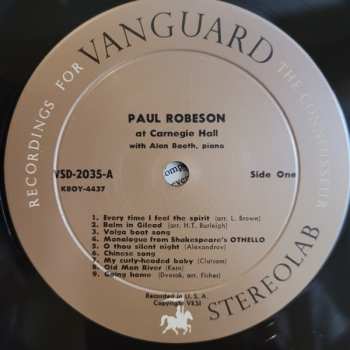 RECORDINGS FOR VANGUARD THE CONNOISSEUR
STEREOLAB
PAUL ROBESON
at Carnegie Hall
with Alan Booth, piano
VSD-2035-A Side One
K8OY-4437
1. Every time I feel the spirit (arr. L. Brown)
2. Balm in Gilead (arr. H.T. Burleigh)
3. Volga boat song
4. Monologue from Shakespeare's OTHELLO
5. O thou silent night (Alexandrov)
6. Chinese song
7. My curly-headed baby (Clutsam)
8. Old Man River (Kern)
9. Going home (Dvorak, arr. Fisher)
Recorded in U. S. A.
Copyright VRSI